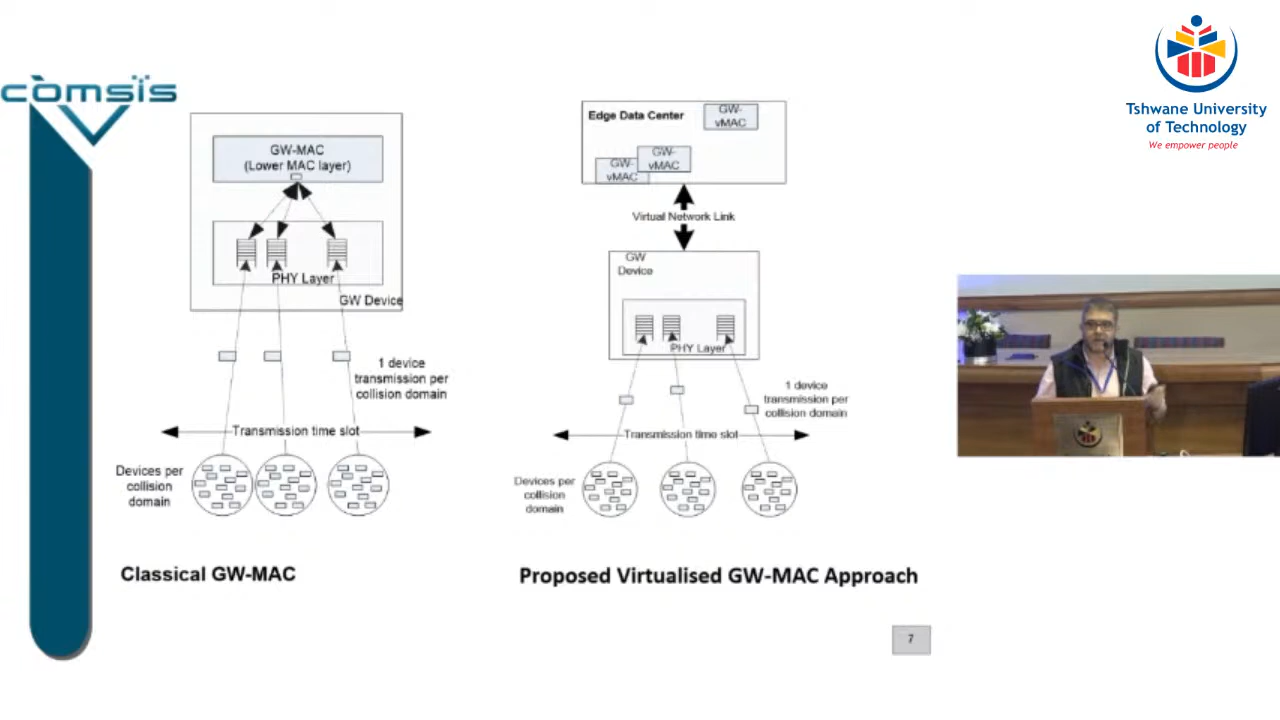 còmsïs
GW-MAC
(Lower MAC layer)
PHY Layer
GW Device
1 device
transmission per
collision domain
Transmission time slot
Devices per
collision
domain
Classical GW-MAC
Edge Data Center
GW-
vMAC
GW-
vMAC
GW-
vMAC
Virtual Network Link
GW
Device
PHY Layer
1 device
transmission per
collision domain
Transmission time slot
Devices per
collision
domain
Proposed Virtualised GW-MAC Approach
7
Tshwane University
of Technology
We empower people